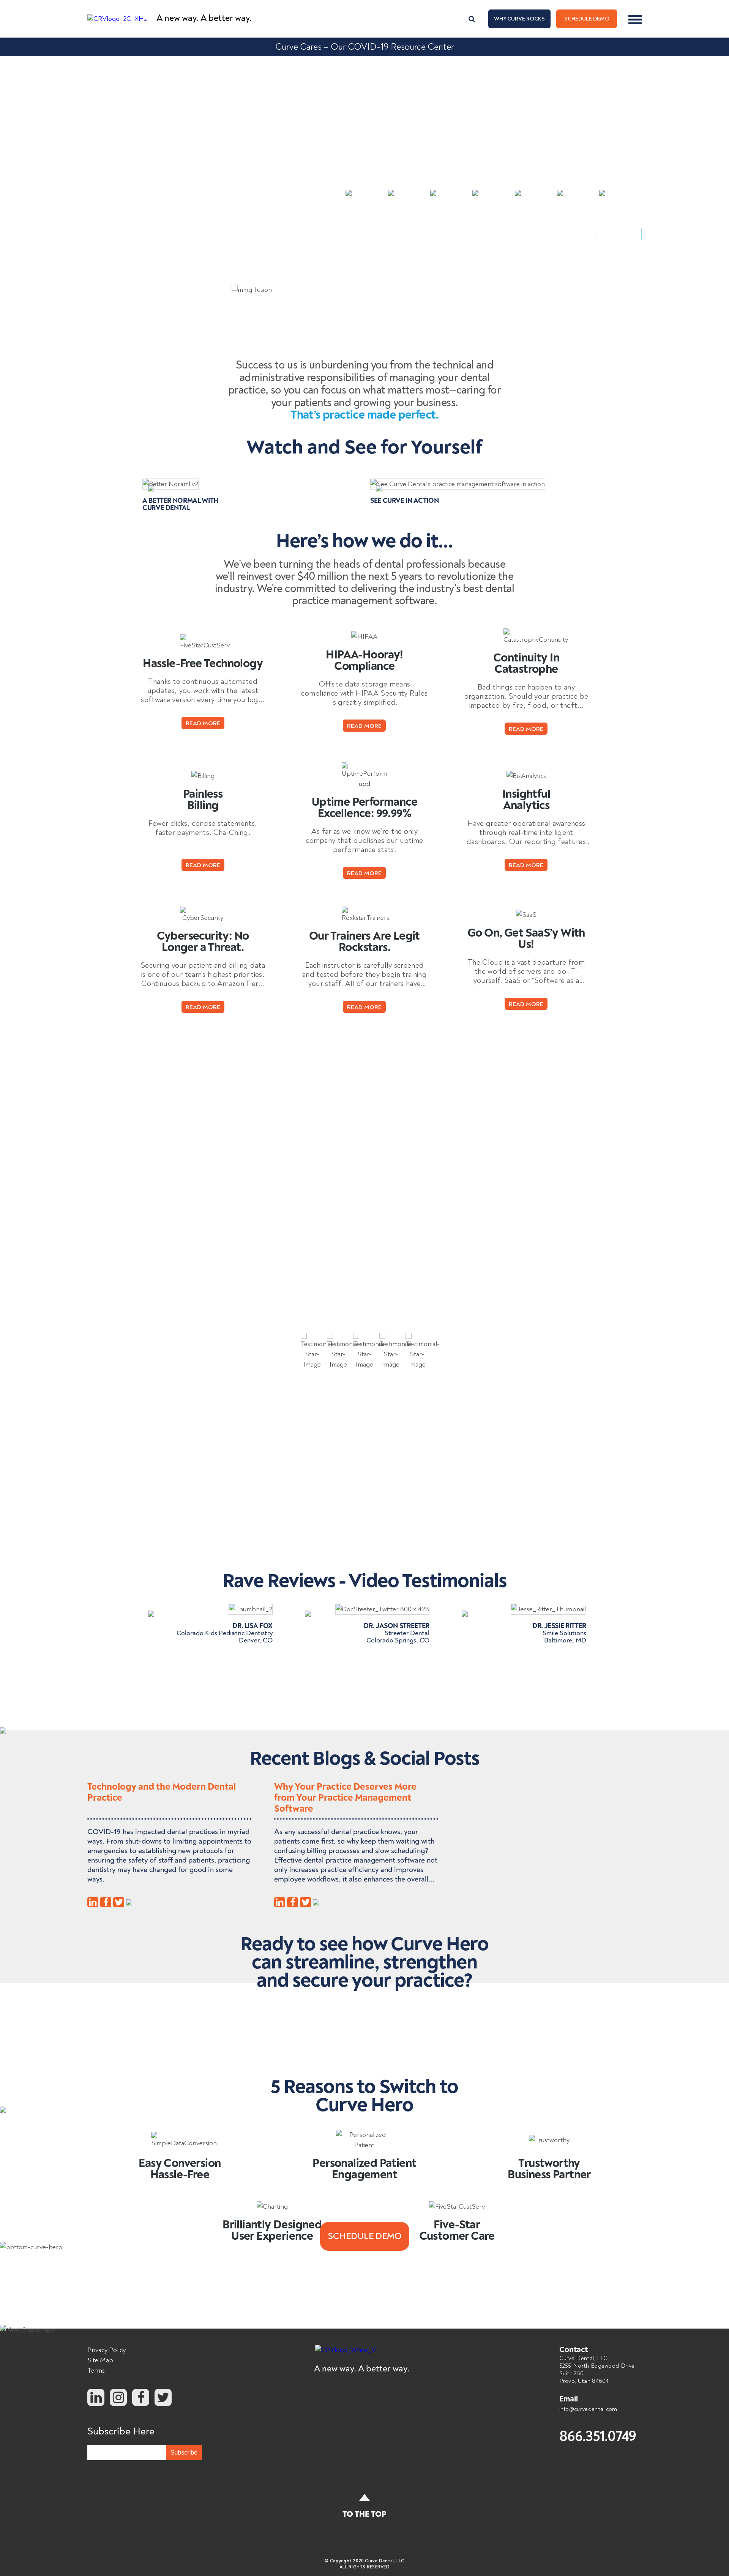 CRVlogo_2C_XHz
A new way. A better way.
WHY CURVE ROCKS
SCHEDULE DEMO
Curve Cares – Our COVID-19 Resource Center
mmg-fusion
Success to us is unburdening you from the technical and
administrative responsibilities of managing your dental
practice, so you can focus on what matters most—caring for
your patients and growing your business.
That's practice made perfect.
Watch and See for Yourself
Better Noraml v2
A BETTER NORMAL WITH
CURVE DENTAL
See Curve Dental's practice management software in action
SEE CURVE IN ACTION
Here's how we do it...
We've been turning the heads of dental professionals because
we'll reinvest over $40 million the next 5 years to revolutionize the
industry. We're committed to delivering the industry's best dental
practice management software.
FiveStarCustServ
Hassle-Free Technology
Thanks to continuous automated
updates, you work with the latest
software version every time you log...
READ MORE
HIPAA
HIPAA-Hooray!
Compliance
Offsite data storage means
compliance with HIPAA Security Rules
is greatly simplified.
READ MORE
CatastrophyContinuity
Continuity In
Catastrophe
Bad things can happen to any
organization. Should your practice be
impacted by fire, flood, or theft...
READ MORE
Billing
Painless
Billing
Fewer clicks, concise statements,
faster payments. Cha-Ching.
READ MORE
UptimePerform-
upd
Uptime Performance
Excellence: 99.99%
As far as we know we're the only
company that publishes our uptime
performance stats.
READ MORE
BizAnalytics
Insightful
Analytics
Have greater operational awareness
through real-time intelligent
dashboards. Our reporting features..
READ MORE
CyberSecurity
Cybersecurity: No
Longer a Threat.
Securing your patient and billing data
is one of our team's highest priorities.
Continuous backup to Amazon Tier...
READ MORE
RoxkstarTrainers
Our Trainers Are Legit
Rockstars.
Each instructor is carefully screened
and tested before they begin training
your staff. All of our trainers have...
READ MORE
SaaS
Go On, Get SaaS'y With
Us!
The Cloud is a vast departure from
the world of servers and do-IT-
yourself. SaaS or "Software as a...
READ MORE
Testimonial-
Star-
Image
Testimonial-
Star-
Image
Testimonial-
Star-
Image
Testimonial-
Star-
Image
Testimonial-
Star-
Image
Rave Reviews - Video Testimonials
Thumbnail_2
DR. LISA FOX
Colorado Kids Pediatric Dentistry
Denver, CO
DocSteeter_Twitter 800 x 428
DR. JASON STREETER
Streeter Dental
Colorado Springs, CO
Jesse_Ritter_Thumbnail
DR. JESSIE RITTER
Smile Solutions
Baltimore, MD
Recent Blogs & Social Posts
Technology and the Modern Dental
Practice
COVID-19 has impacted dental practices in myriad
ways. From shut-downs to limiting appointments to
emergencies to establishing new protocols for
ensuring the safety of staff and patients, practicing
dentistry may have changed for good in some
ways.
Why Your Practice Deserves More
from Your Practice Management
Software
As any successful dental practice knows, your
patients come first, so why keep them waiting with
confusing billing processes and slow scheduling?
Effective dental practice management software not
only increases practice efficiency and improves
employee workflows, it also enhances the overall...
Ready to see how Curve Hero
can streamline, strengthen
and secure your practice?
5 Reasons to Switch to
Curve Hero
SimpleDataConversion
Easy Conversion
Hassle-Free
Personalized
Patient
Personalized Patient
Engagement
Trustworthy
Trustworthy
Business Partner
Charting
Brilliantly Designed
User Experience
FiveStarCustServ
Five-Star
Customer Care
SCHEDULE DEMO
bottom-curve-hero
Privacy Policy
Site Map
Terms
Subscribe Here
Subscribe
A new way. A better way.
Contact
Curve Dental, LLC
5255 North Edgewood Drive
Suite 250
Provo, Utah 84604
Email
info@curvedental.com
866.351.0749
TO THE TOP
© Copyright 2020 Curve Dental, LLC
ALL RIGHTS RESERVED